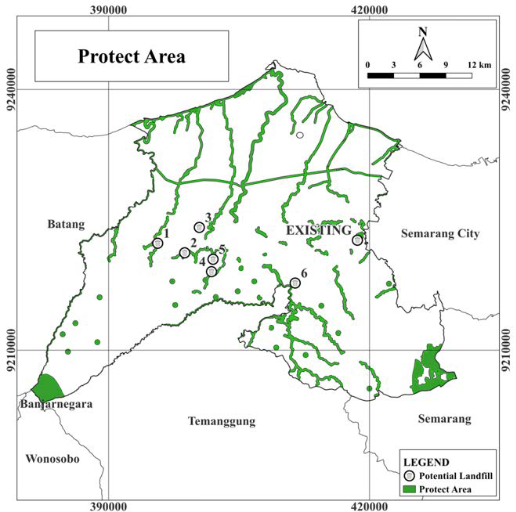 390000
420000
Protect Area
N
0 3 6 9 12 km
9240000
9240000
Batang
3
1
2
EXISTING
Semarang City
5
4
6
9210000
9210000
Banjarnegara
Temanggung
Semarang
Wonosobo
LEGEND
Potential Landfill
Protect Area
390000
420000